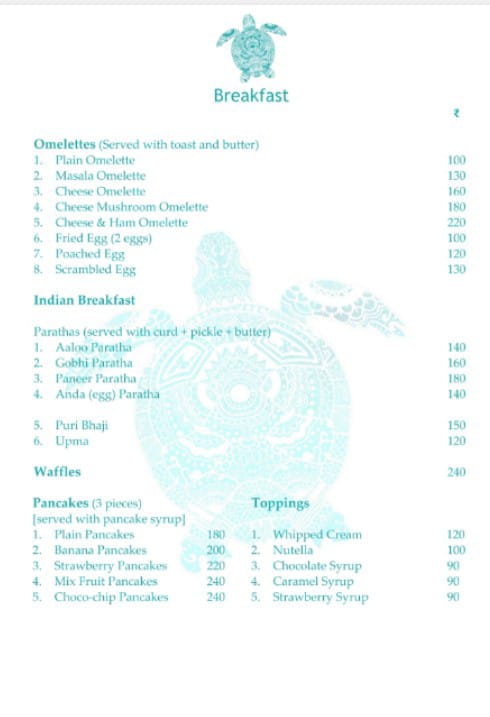 Breakfast
₹
Omelettes (Served with toast and butter)
1. Plain Omelette 100
2. Masala Omelette 130
3. Cheese Omelette 160
4. Cheese Mushroom Omelette 180
5. Cheese & Ham Omelette 220
6. Fried Egg (2 eggs) 100
7. Poached Egg 120
8. Scrambled Egg 130
Indian Breakfast
Parathas (served with curd + pickle + butter)
1. Aaloo Paratha 140
2. Gobhi Paratha 160
3. Paneer Paratha 180
4. Anda (egg) Paratha 140
5. Puri Bhaji 150
6. Upma 120
Waffles 240
Pancakes (3 pieces) Toppings
[served with pancake syrup]
1. Plain Pancakes 180 1. Whipped Cream 120
2. Banana Pancakes 200 2. Nutella 100
3. Strawberry Pancakes 220 3. Chocolate Syrup 90
4. Mix Fruit Pancakes 240 4. Caramel Syrup 90
5. Choco-chip Pancakes 240 5. Strawberry Syrup 90